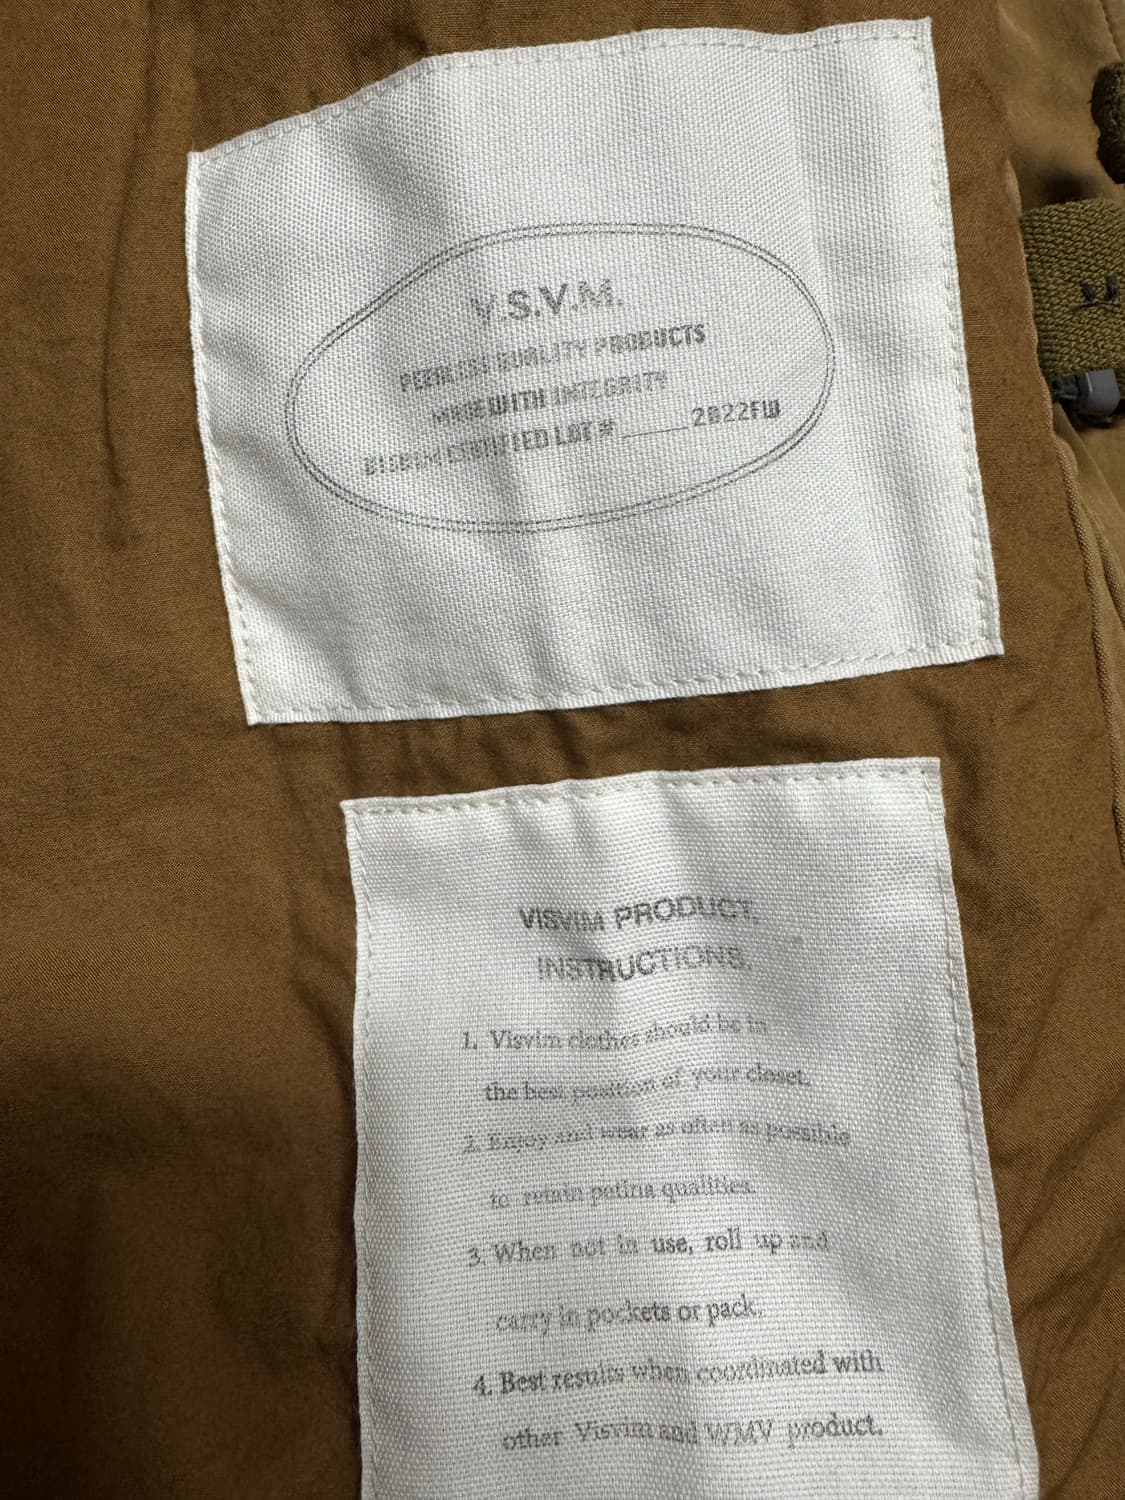 V.S.V.M.
PEERLESS QUALITY PRODUCTS
MADE WITH INTEGRITY
CERTIFIED LOT # _____2022FW
VISVIM PRODUCT.
INSTRUCTIONS.
1. Visvim clothes should be in
the best position of your closet.
2. Enjoy and wear as often as possible
to retain patina qualities.
3. When not in use, roll up and
carry in pockets or pack.
4. Best results when coordinated with
other Visvim and WMV product.